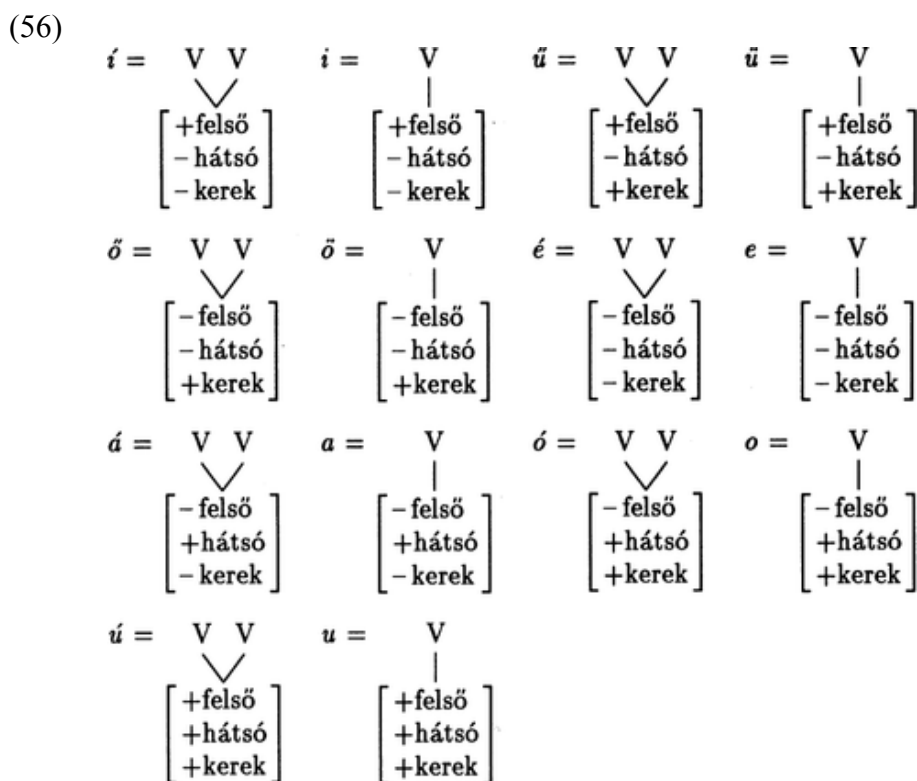 (56)
í = V V i = V ű = V V ü = V
[+felső [+felső [+felső [+felső
–hátsó –hátsó –hátsó –hátsó
–kerek] –kerek] +kerek] +kerek]
ő = V V ö = V é = V V e = V
[–felső [–felső [–felső [–felső
–hátsó –hátsó –hátsó –hátsó
+kerek] +kerek] –kerek] –kerek]
á = V V a = V ó = V V o = V
[–felső [–felső [–felső [–felső
+hátsó +hátsó +hátsó +hátsó
–kerek] –kerek] +kerek] +kerek]
ú = V V u = V
[+felső [+felső
+hátsó +hátsó
+kerek] +kerek]